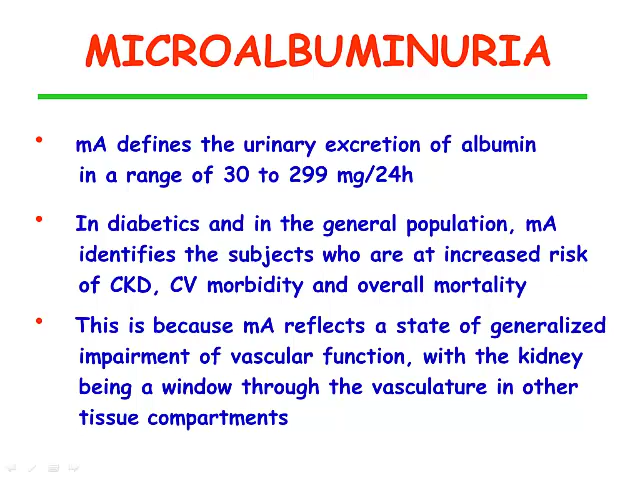 MICROALBUMINURIA
• mA defines the urinary excretion of albumin
in a range of 30 to 299 mg/24h
• In diabetics and in the general population, mA
identifies the subjects who are at increased risk
of CKD, CV morbidity and overall mortality
• This is because mA reflects a state of generalized
impairment of vascular function, with the kidney
being a window through the vasculature in other
tissue compartments